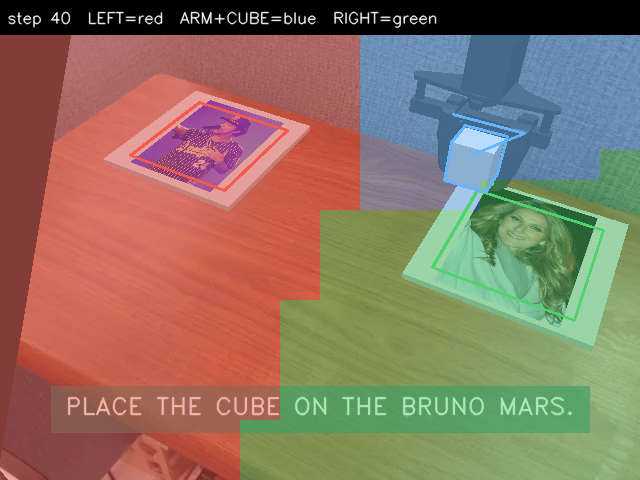 step 40 LEFT=red ARM+CUBE=blue RIGHT=green
PLACE THE CUBE ON THE BRUNO MARS.